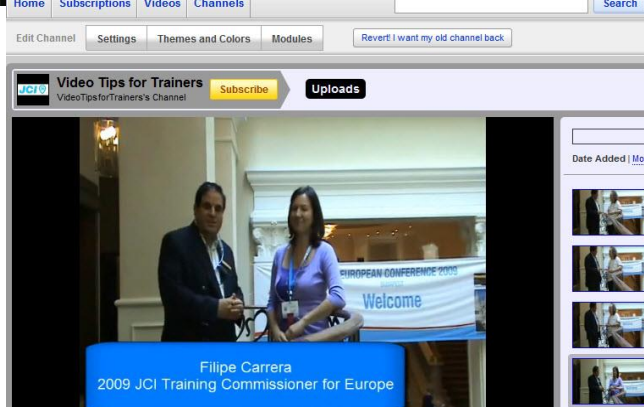 Home Subscriptions Videos Channels Search
Edit Channel Settings Themes and Colors Modules Revert! I want my old channel back
JCI Video Tips for Trainers Subscribe Uploads
VideoTipsforTrainers's Channel
Date Added | Mo
EUROPEAN CONFERENCE 2009
Welcome
Filipe Carrera
2009 JCI Training Commissioner for Europe